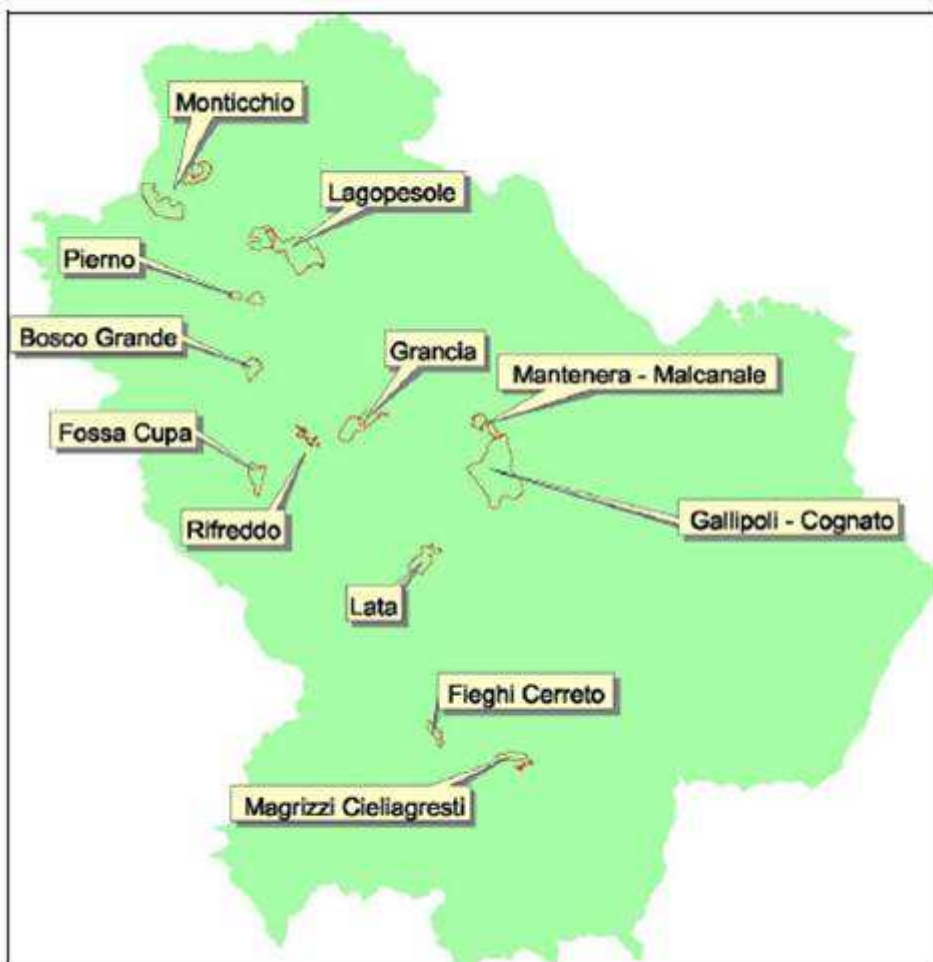 Monticchio
Lagopesole
Pierno
Bosco Grande
Grancia
Mantenera - Malcanale
Fossa Cupa
Rifreddo
Gallipoli - Cognato
Lata
Fieghi Cerreto
Magrizzi Cieliagresti